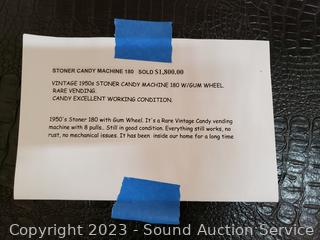 STONER CANDY MACHINE 180 SOLD $1,800.00
VINTAGE 1950s STONER CANDY MACHINE 180 W/GUM WHEEL.
RARE VENDING.
CANDY EXCELLENT WORKING CONDITION.
1950's Stoner 180 with Gum Wheel. It's a Rare Vintage Candy vending
machine with 8 pulls.. Still in good condition. Everything still works, no
rust, no mechanical issues. It has been inside our home for a long time
Copyright 2023 - Sound Auction Service